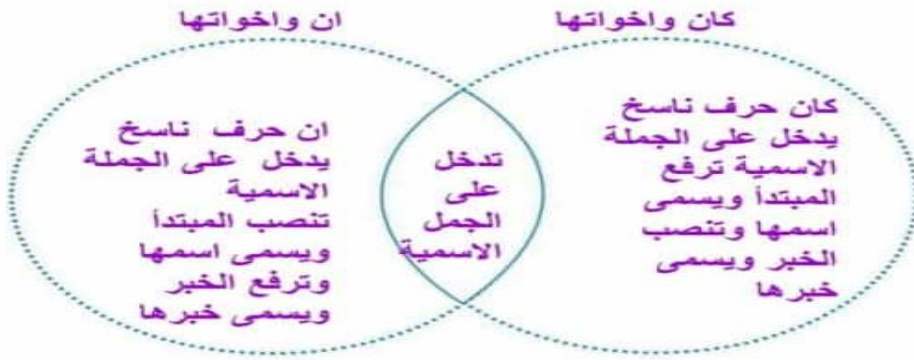 كان واخواتها
ان واخواتها
كان حرف ناسخ
يدخل على الجملة
الاسمية ترفع
المبتدأ ويسمى
اسمها وتنصب
الخبر ويسمى
خبرها
تدخل
على
الجمل
الاسمية
ان حرف ناسخ
يدخل على الجملة
الاسمية
تنصب المبتدأ
ويسمى اسمها
وترفع الخبر
ويسمى خبرها